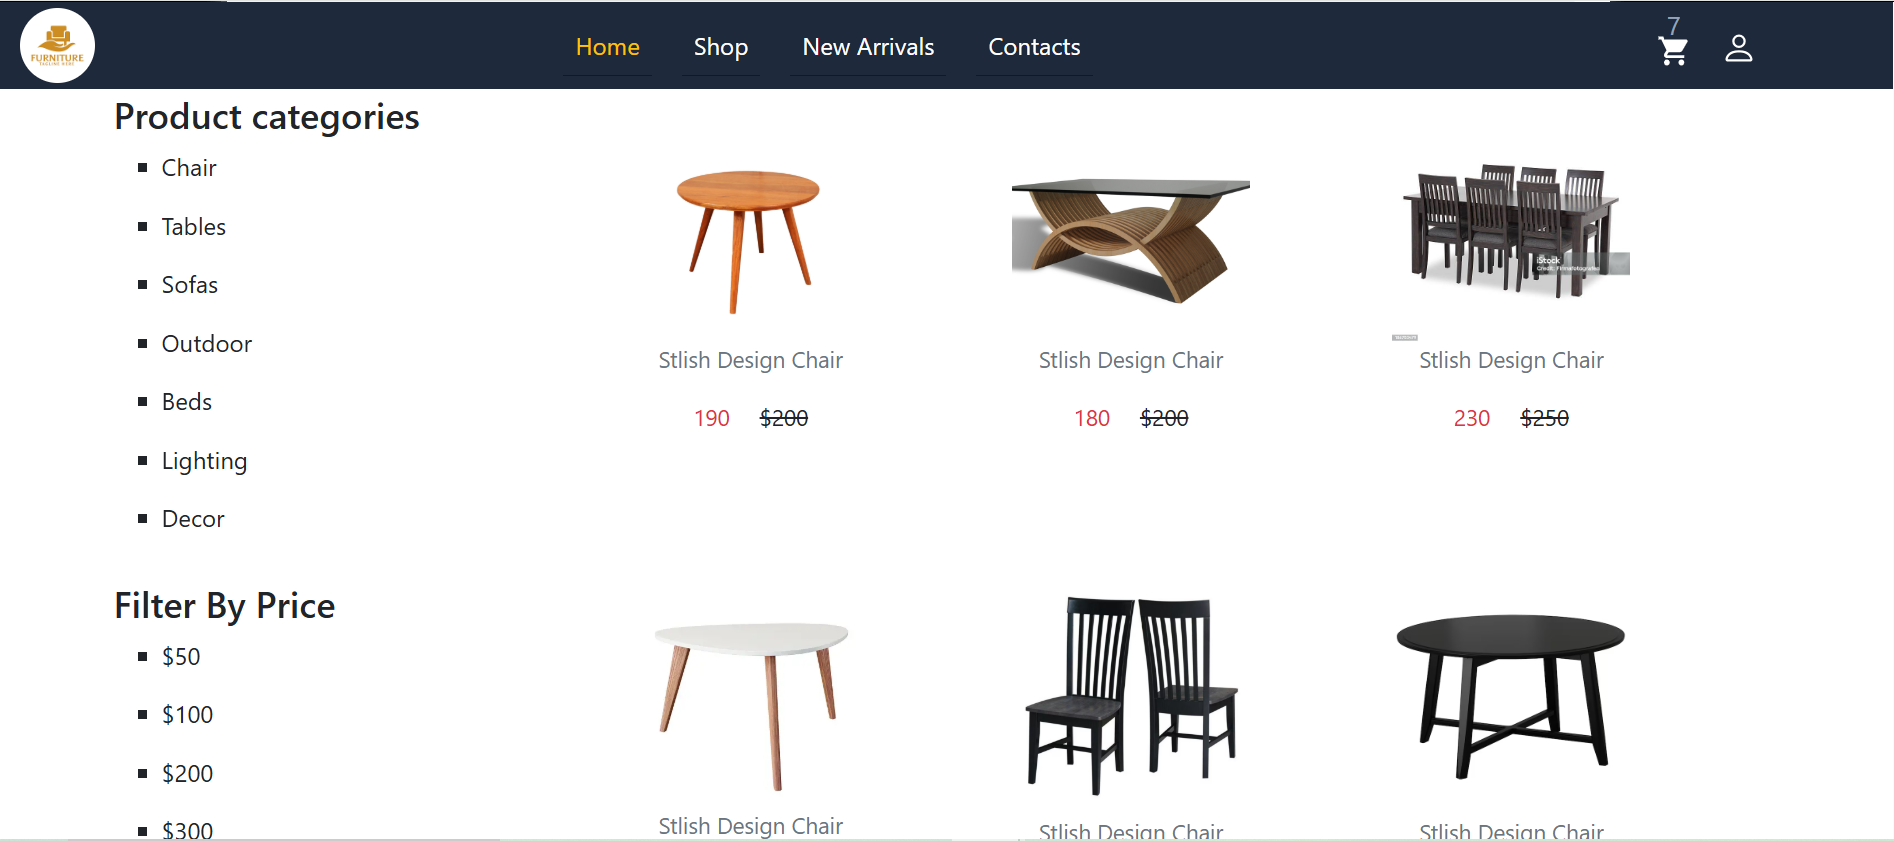 FURNITURE
TAGLINE HERE
Home
Shop
New Arrivals
Contacts
7
Product categories
Chair
Tables
Sofas
Outdoor
Beds
Lighting
Decor
Filter By Price
$50
$100
$200
$300
iStock
Stlish Design Chair
190 $200
Stlish Design Chair
180 $200
Stlish Design Chair
230 $250
Stlish Design Chair
Stlish Design Chair
Stlish Design Chair